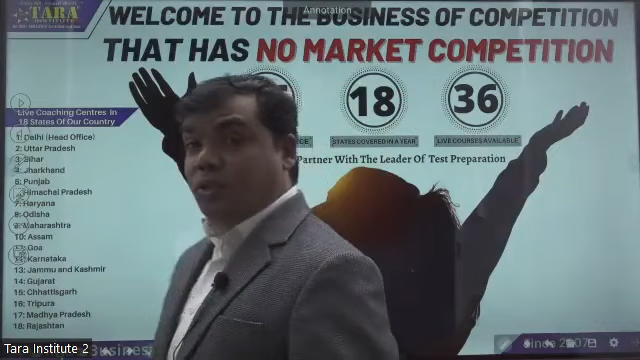 TARA
INSTITUTE
Annotation
WELCOME TO THE BUSINESS OF COMPETITION
THAT HAS NO MARKET COMPETITION
18
36
STATES COVERED IN A YEAR
LIVE COURSES AVAILABLE
Partner With The Leader Of Test Preparation
Live Coaching Centres In
18 States Of Our Country
1: Delhi (Head Office)
2: Uttar Pradesh
3: Bihar
4: Jharkhand
5: Punjab
Himachal Pradesh
7: Haryana
8: Odisha
9: Maharashtra
10: Assam
Goa
Karnataka
13: Jammu and Kashmir
14: Gujarat
15: Chhattisgarh
16: Tripura
17: Madhya Pradesh
18: Rajashtan
Tara Institute 2
Business
Since 2007